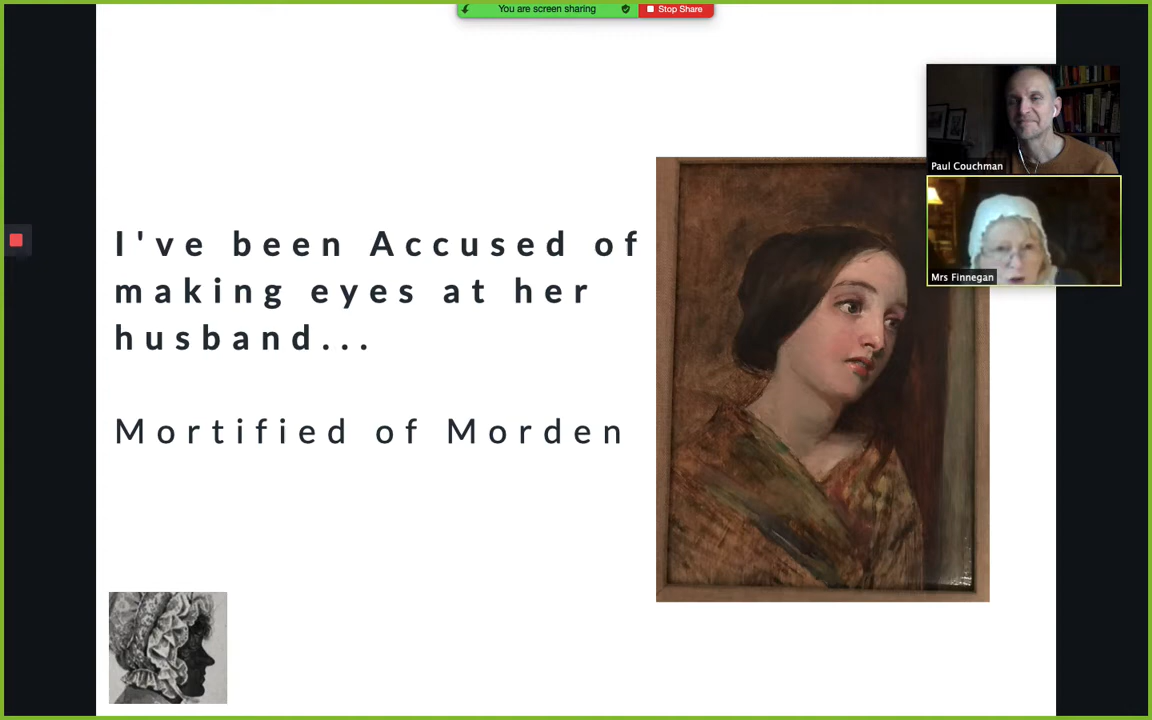 You are screen sharing
Stop Share
I've been Accused of
making eyes at her
husband...
Mortified of Morden
Paul Couchman
Mrs Finnegan